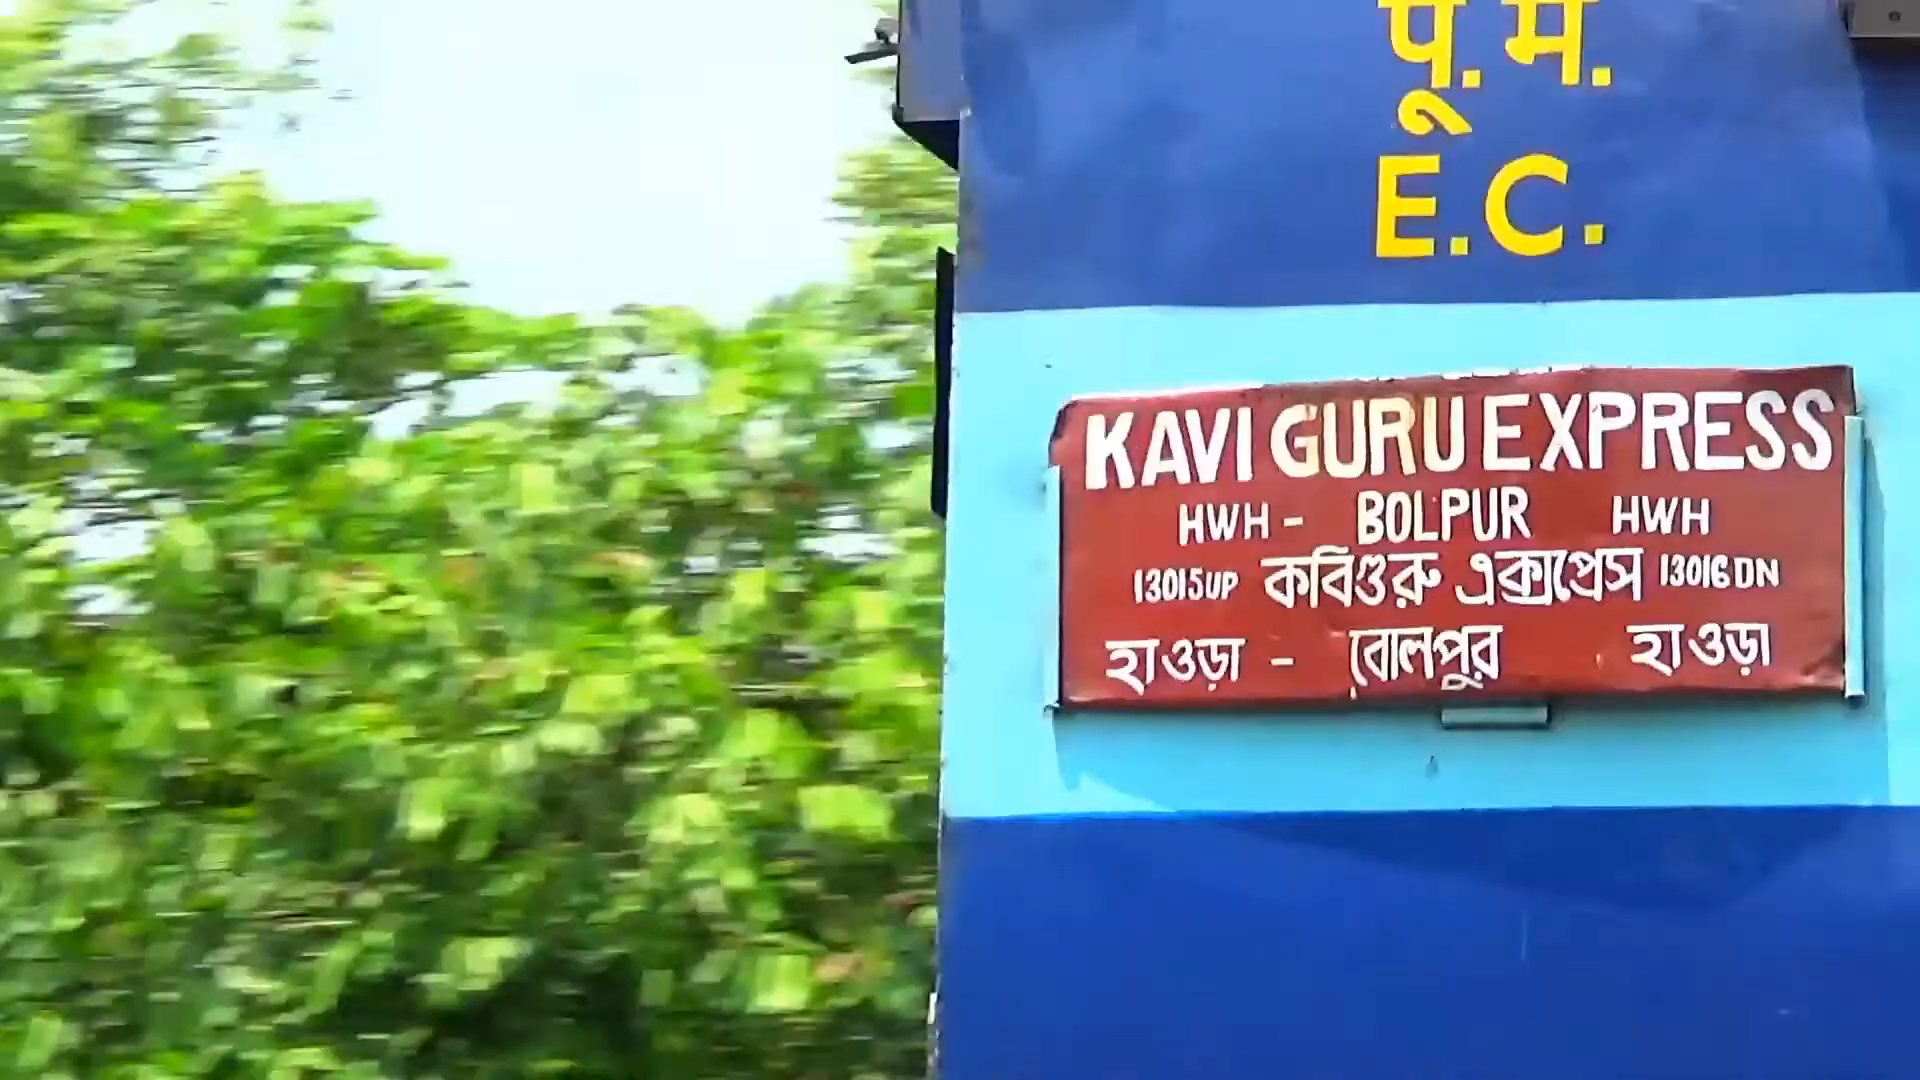 पू.म.
E.C.
KAVI GURU EXPRESS
HWH - BOLPUR HWH
13015UP কবিগুরু এক্সপ্রেস 13016DN
হাওড়া - বোলপুর হাওড়া